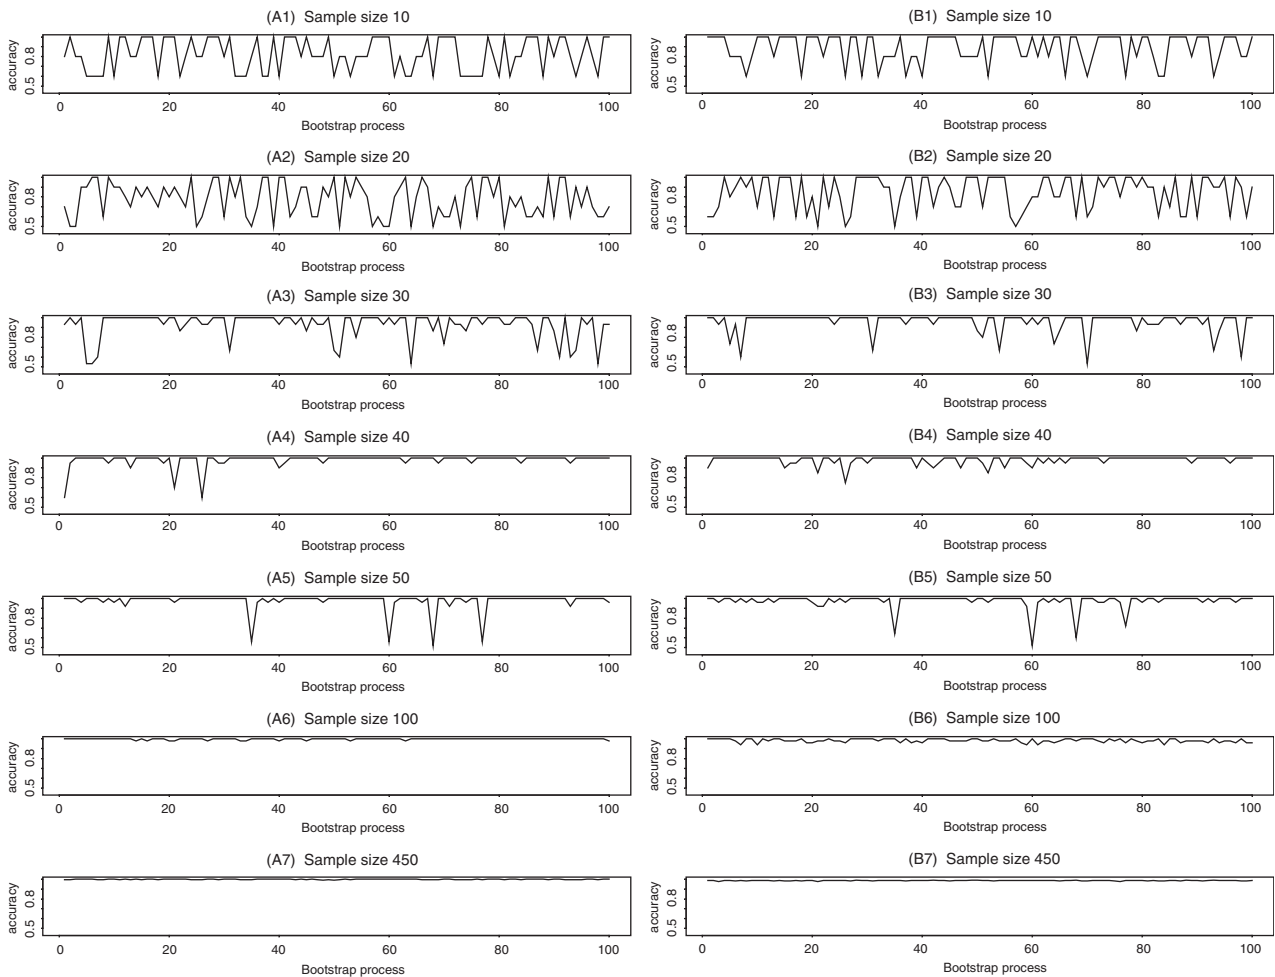 (A1) Sample size 10
accuracy
0.5 0.8
0 20 40 60 80 100
Bootstrap process
(B1) Sample size 10
accuracy
0.5 0.8
0 20 40 60 80 100
Bootstrap process
(A2) Sample size 20
accuracy
0.5 0.8
0 20 40 60 80 100
Bootstrap process
(B2) Sample size 20
accuracy
0.5 0.8
0 20 40 60 80 100
Bootstrap process
(A3) Sample size 30
accuracy
0.5 0.8
0 20 40 60 80 100
Bootstrap process
(B3) Sample size 30
accuracy
0.5 0.8
0 20 40 60 80 100
Bootstrap process
(A4) Sample size 40
accuracy
0.5 0.8
0 20 40 60 80 100
Bootstrap process
(B4) Sample size 40
accuracy
0.5 0.8
0 20 40 60 80 100
Bootstrap process
(A5) Sample size 50
accuracy
0.5 0.8
0 20 40 60 80 100
Bootstrap process
(B5) Sample size 50
accuracy
0.5 0.8
0 20 40 60 80 100
Bootstrap process
(A6) Sample size 100
accuracy
0.5 0.8
0 20 40 60 80 100
Bootstrap process
(B6) Sample size 100
accuracy
0.5 0.8
0 20 40 60 80 100
Bootstrap process
(A7) Sample size 450
accuracy
0.5 0.8
0 20 40 60 80 100
Bootstrap process
(B7) Sample size 450
accuracy
0.5 0.8
0 20 40 60 80 100
Bootstrap process